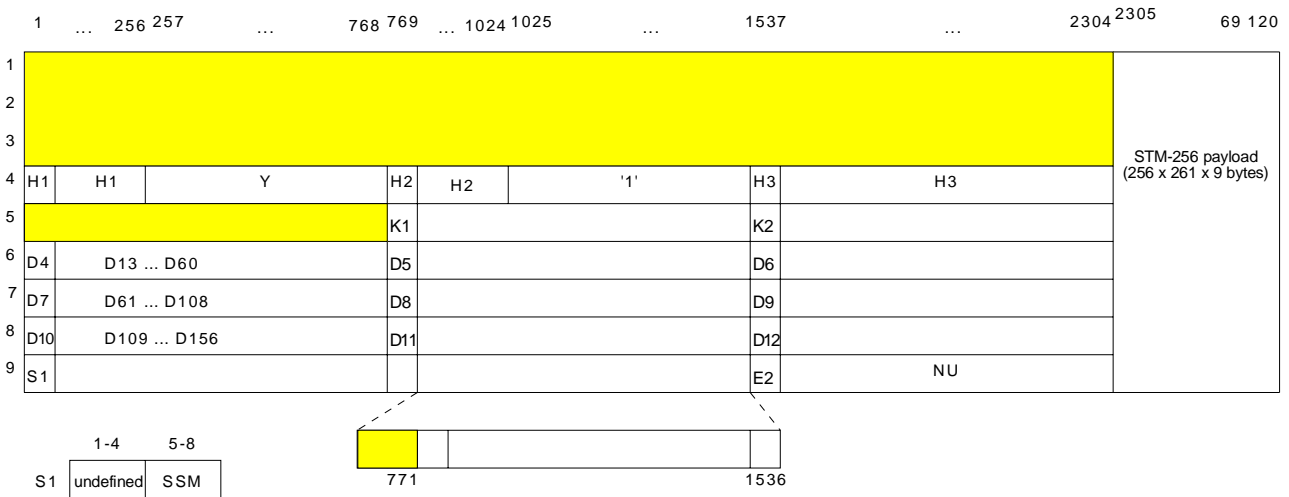 1 ... 256 257 ... 768 769 ... 1024 1025 ... 1537 ... 2304 2305 69 120
1
2
3
STM-256 payload
(256 x 261 x 9 bytes)
4 H1 H1 Y H2 H2 '1' H3 H3
5 K1 K2
6 D4 D13 ... D60 D5 D6
7 D7 D61 ... D108 D8 D9
8 D10 D109 ... D156 D11 D12
9 S1 E2 NU
1-4 5-8
S1 undefined SSM
771 1536